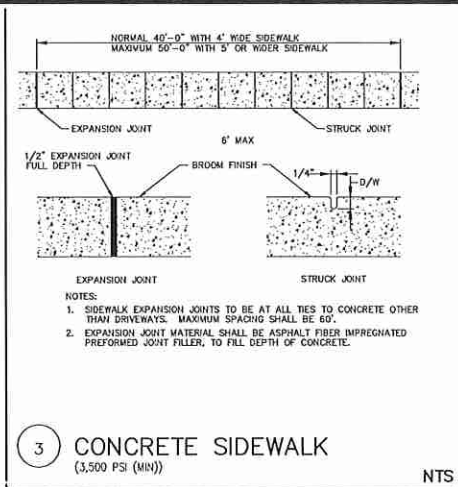 NORMAL 40'-0" WITH 4' WIDE SIDEWALK
MAXIMUM 50'-0" WITH 5' OR WIDER SIDEWALK
EXPANSION JOINT
STRUCK JOINT
6' MAX
1/2" EXPANSION JOINT
FULL DEPTH
BROOM FINISH
1/4"
D/W
EXPANSION JOINT
STRUCK JOINT
NOTES:
1. SIDEWALK EXPANSION JOINTS TO BE AT ALL TIES TO CONCRETE OTHER
THAN DRIVEWAYS. MAXIMUM SPACING SHALL BE 60'.
2. EXPANSION JOINT MATERIAL SHALL BE ASPHALT FIBER IMPREGNATED
PREFORMED JOINT FILLER, TO FILL DEPTH OF CONCRETE.
3 CONCRETE SIDEWALK
(3,500 PSI (MIN))
NTS